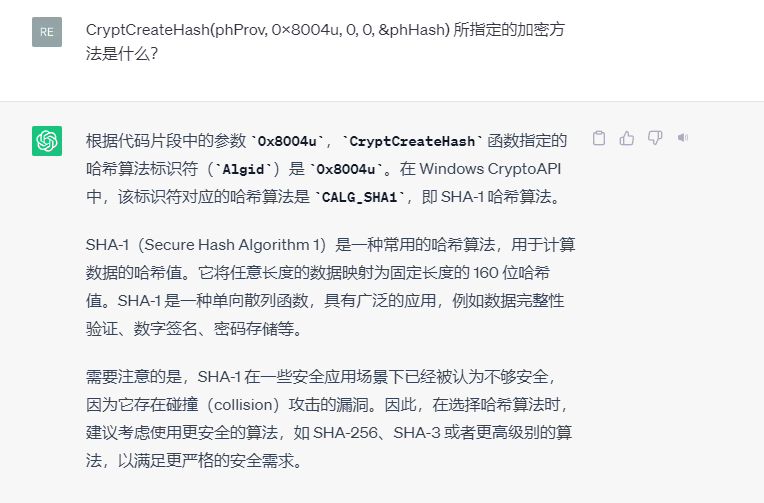 RE
CryptCreateHash(phProv, 0x8004u, 0, 0, &phHash) 所指定的加密方
法是什么?
根据代码片段中的参数 `0x8004u`，`CryptCreateHash` 函数指定的
哈希算法标识符（`Algid`）是 `0x8004u`。在 Windows CryptoAPI
中，该标识符对应的哈希算法是 `CALG_SHA1`，即 SHA-1 哈希算法。
SHA-1（Secure Hash Algorithm 1）是一种常用的哈希算法，用于计算
数据的哈希值。它将任意长度的数据映射为固定长度的 160 位哈希
值。SHA-1 是一种单向散列函数，具有广泛的应用，例如数据完整性
验证、数字签名、密码存储等。
需要注意的是，SHA-1 在一些安全应用场景下已经被认为不够安全，
因为它存在碰撞（collision）攻击的漏洞。因此，在选择哈希算法时，
建议考虑使用更安全的算法，如 SHA-256、SHA-3 或者更高级别的算
法，以满足更严格的安全需求。